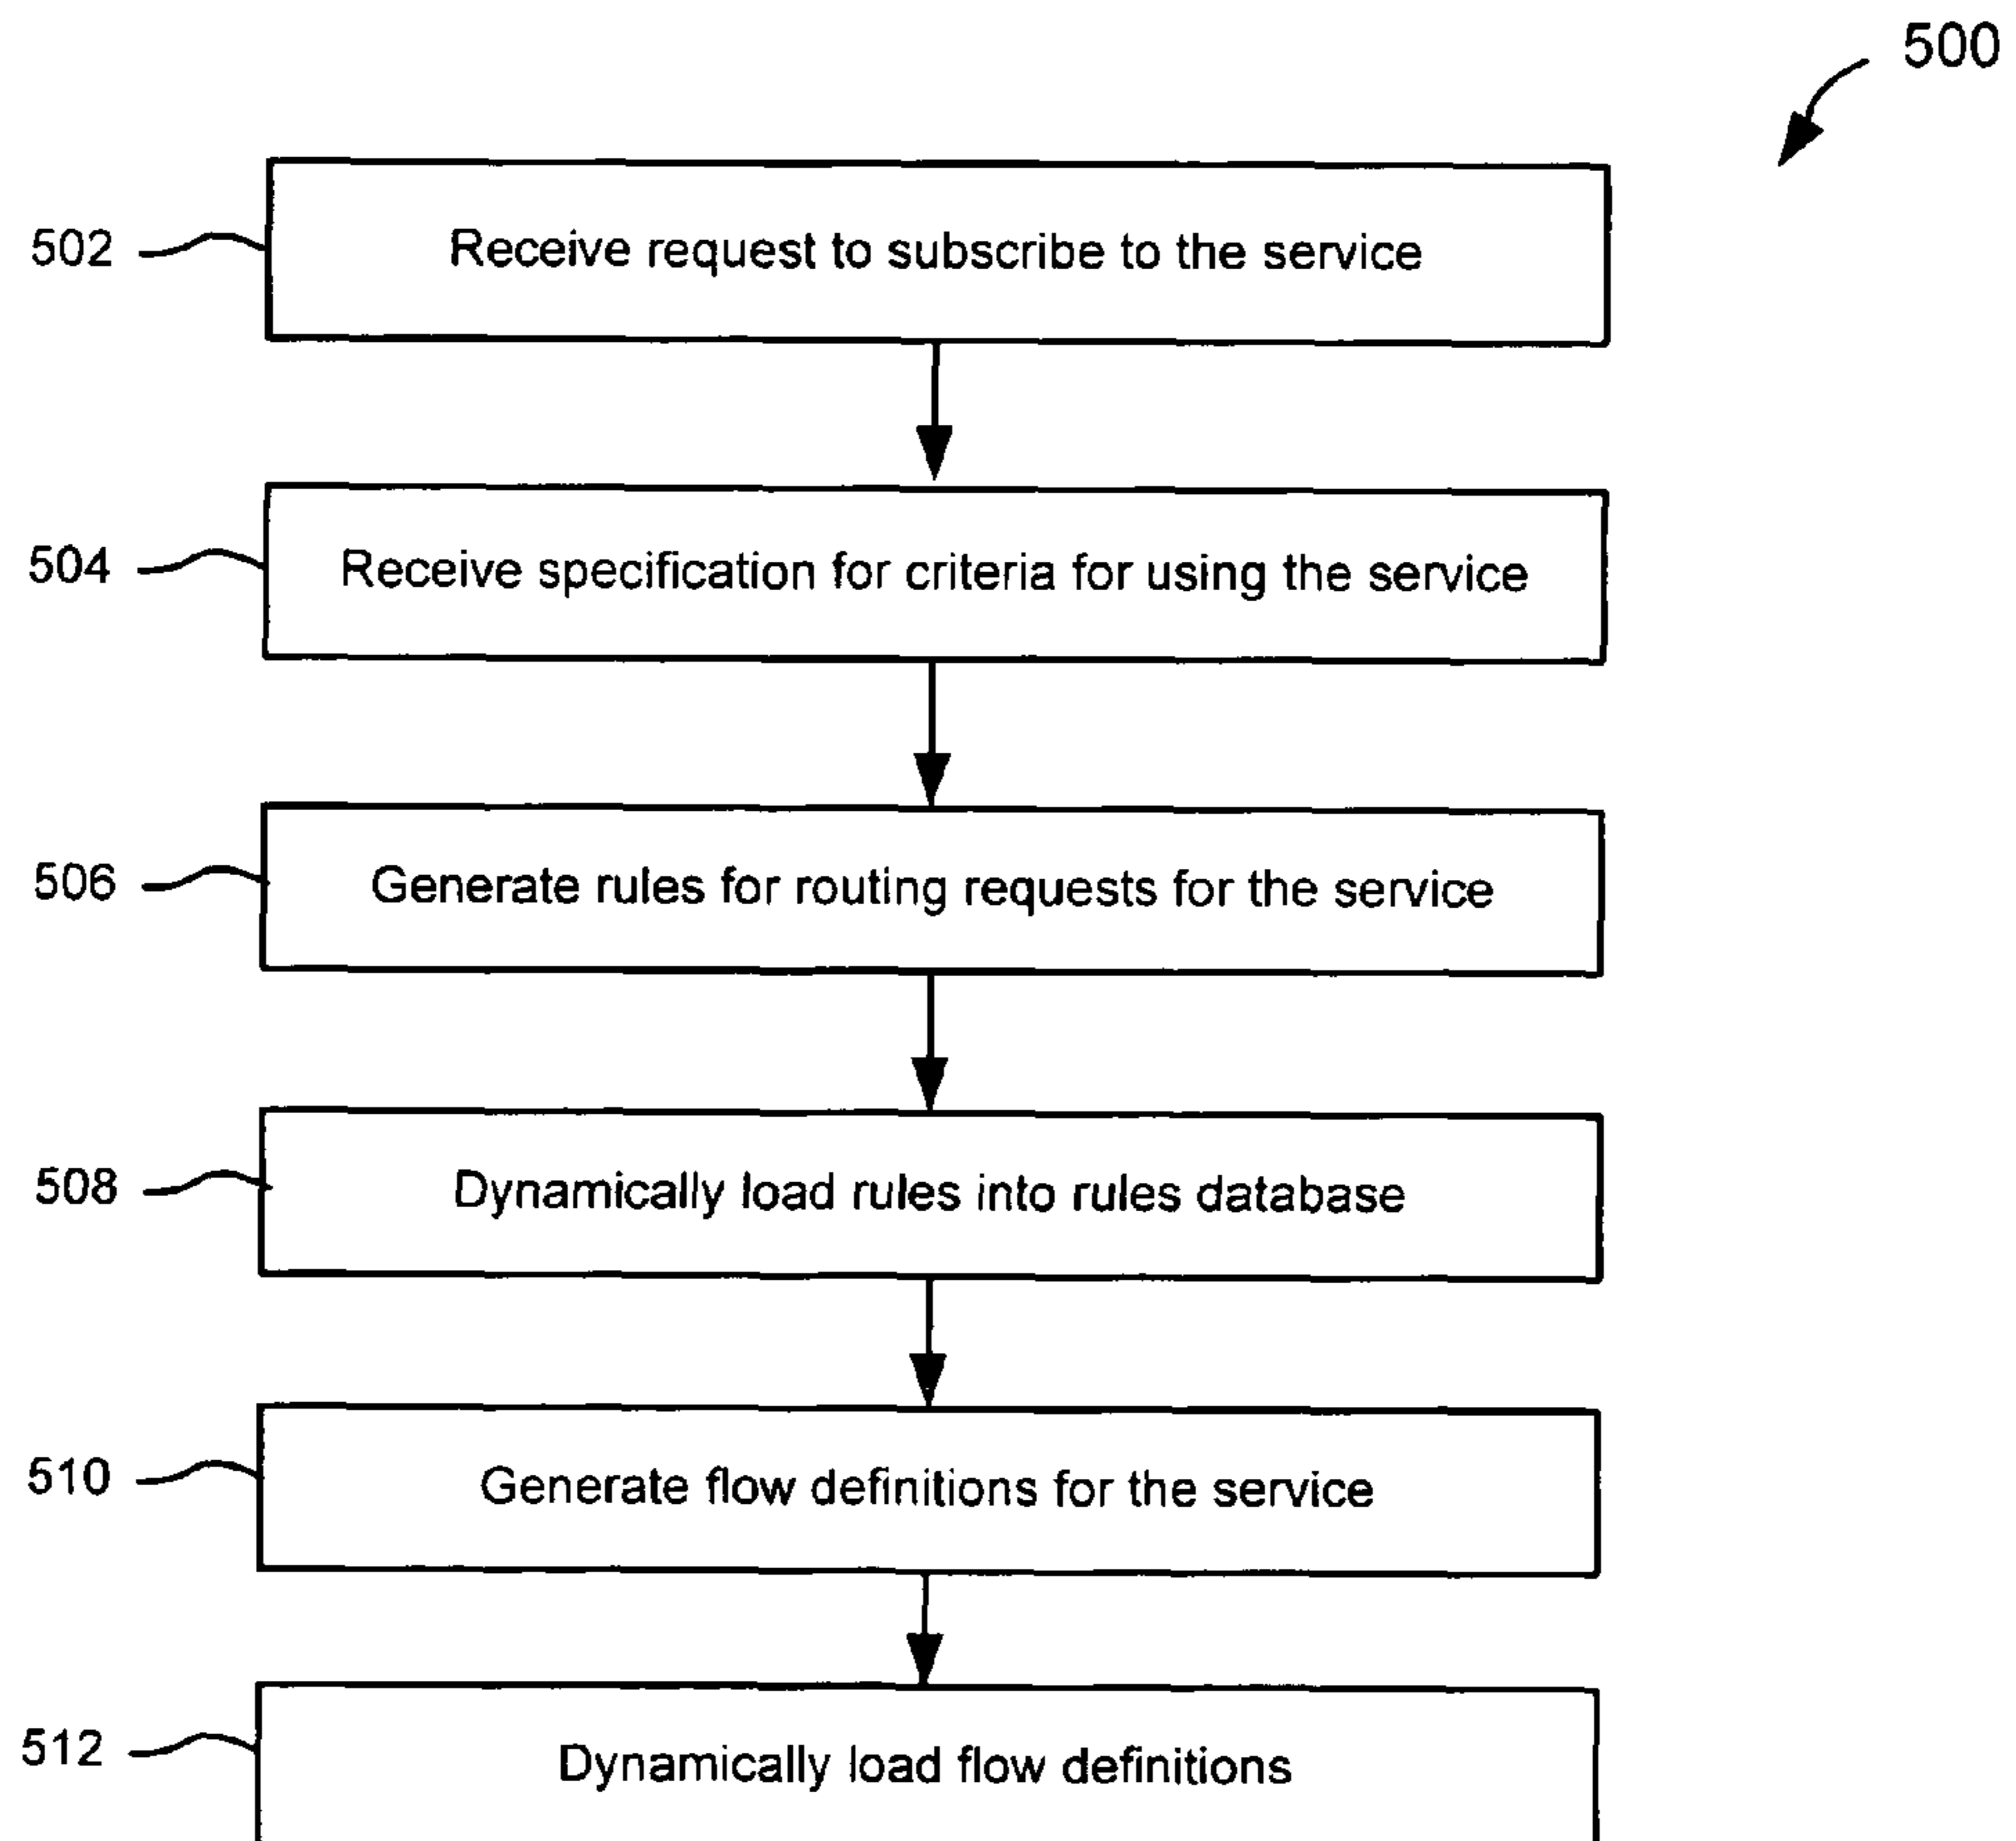 500
502 Receive request to subscribe to the service
504 Receive specification for criteria for using the service
506 Generate rules for routing requests for the service
508 Dynamically load rules into rules database
510 Generate flow definitions for the service
512 Dynamically load flow definitions